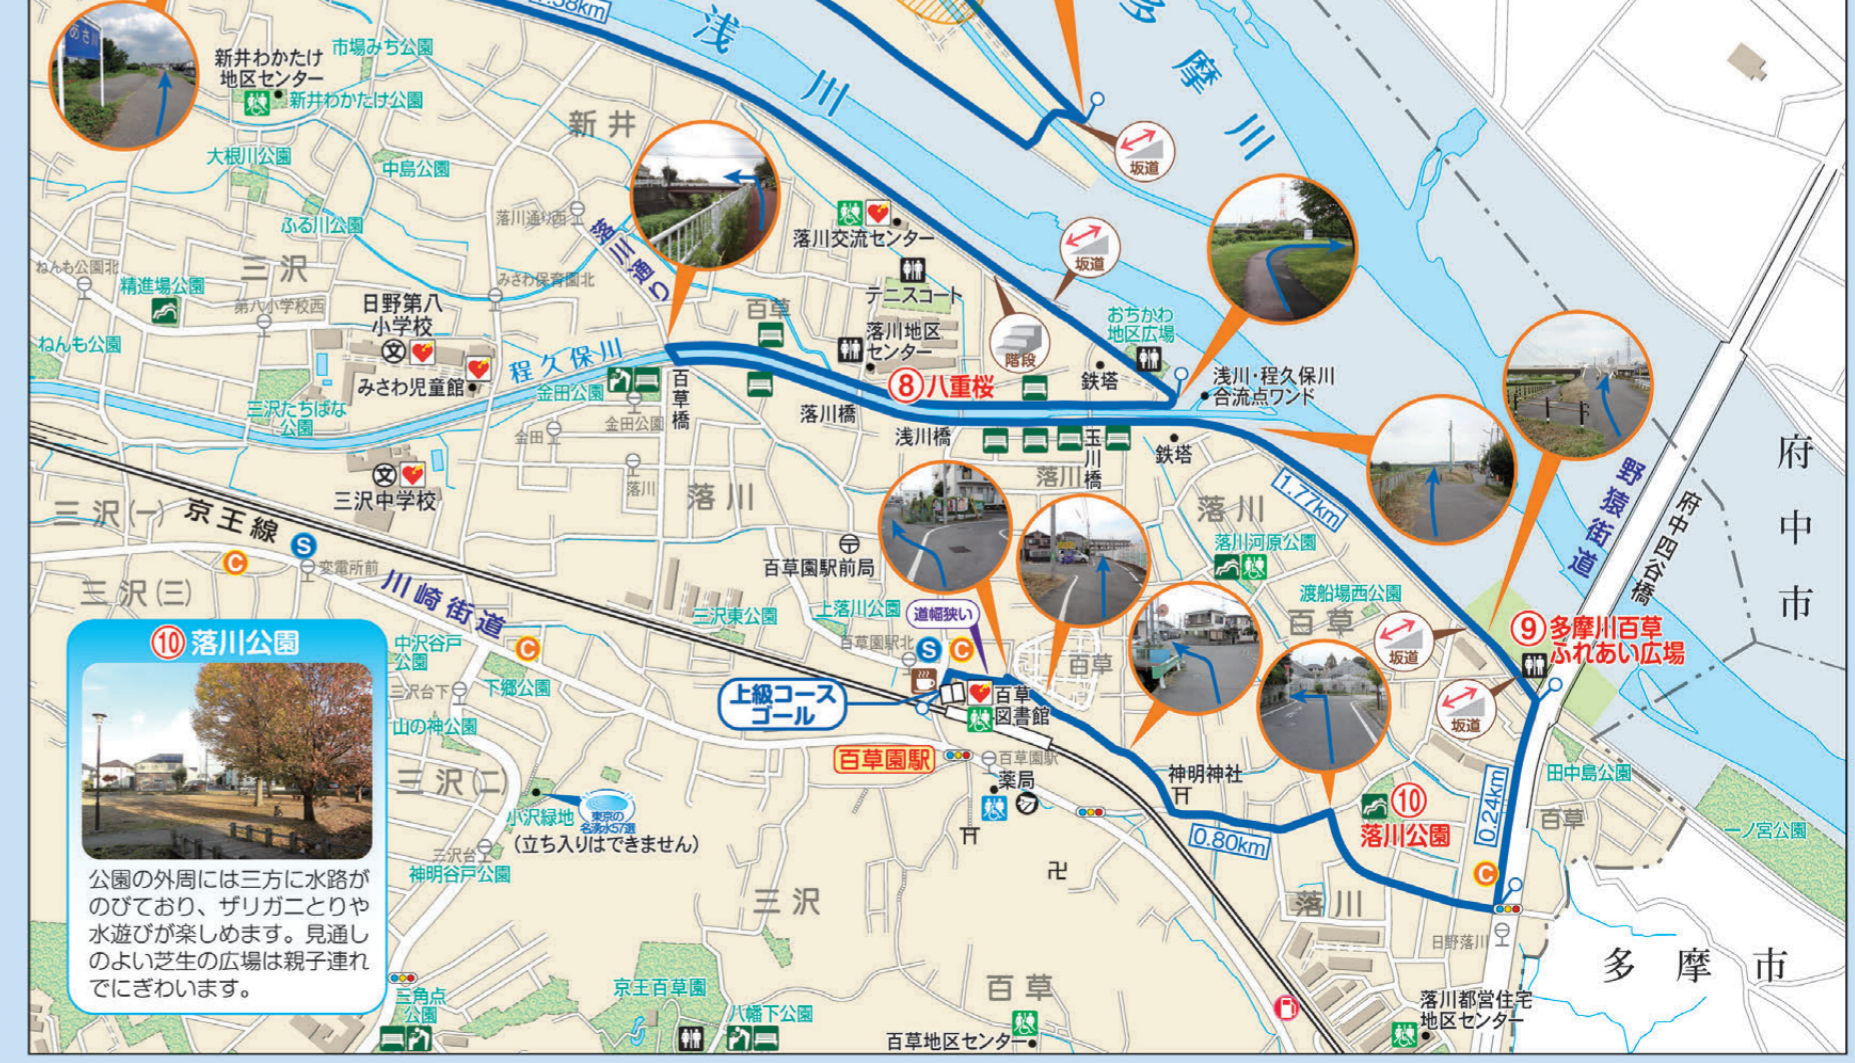 1.58km
浅川
多摩川
あさ川
新井わかたけ
地区センター
市場みち公園
新井わかたけ公園
新井
大根川公園
中島公園
坂道
ふる川公園
落川通り西
落川通り
落川交流センター
坂道
ねんも公園北
三沢
みさわ保育園北
精進場公園
第八小学校西
日野第八
小学校
文
百草
テニスコート
おちかわ
地区広場
落川地区
センター
階段
ねんも公園
程久保川
みさわ児童館
金田公園
百草橋
⑧八重桜
鉄塔
浅川・程久保川
合流点ワンド
三沢たちばな
公園
金田
金田公園
落川橋
浅川橋
玉川橋
鉄塔
府中市
野猿街道
府中四谷橋
文
三沢中学校
落川
落川
落川
落川
1.77km
三沢(一)
京王線
S
C
変電所前
百草園駅前局
落川河原公園
三沢(三)
川崎街道
三沢東公園
上落川公園
道幅狭い
渡船場西公園
百草
坂道
⑨多摩川百草
ふれあい広場
⑩落川公園
中沢谷戸
公園
C
百草園駅北
S
C
百草
三沢台下
下郷公園
上級コース
ゴール
百草
図書館
坂道
山の神公園
百草園駅
百草園駅
薬局
神明神社
田中島公園
三沢(二)
小沢緑地
東京の
名湧水57選
(立ち入りはできません)
0.80km
⑩
落川公園
0.24km
百草
一ノ宮公園
三沢台
神明谷戸公園
C
公園の外周には三方に水路が
のびており、ザリガニとりや
水遊びが楽しめます。見通し
のよい芝生の広場は親子連れ
でにぎわいます。
三沢
卍
落川
日野落川
多摩市
三角点
公園
京王百草園
八幡下公園
百草
百草地区センター
落川都営住宅
地区センター